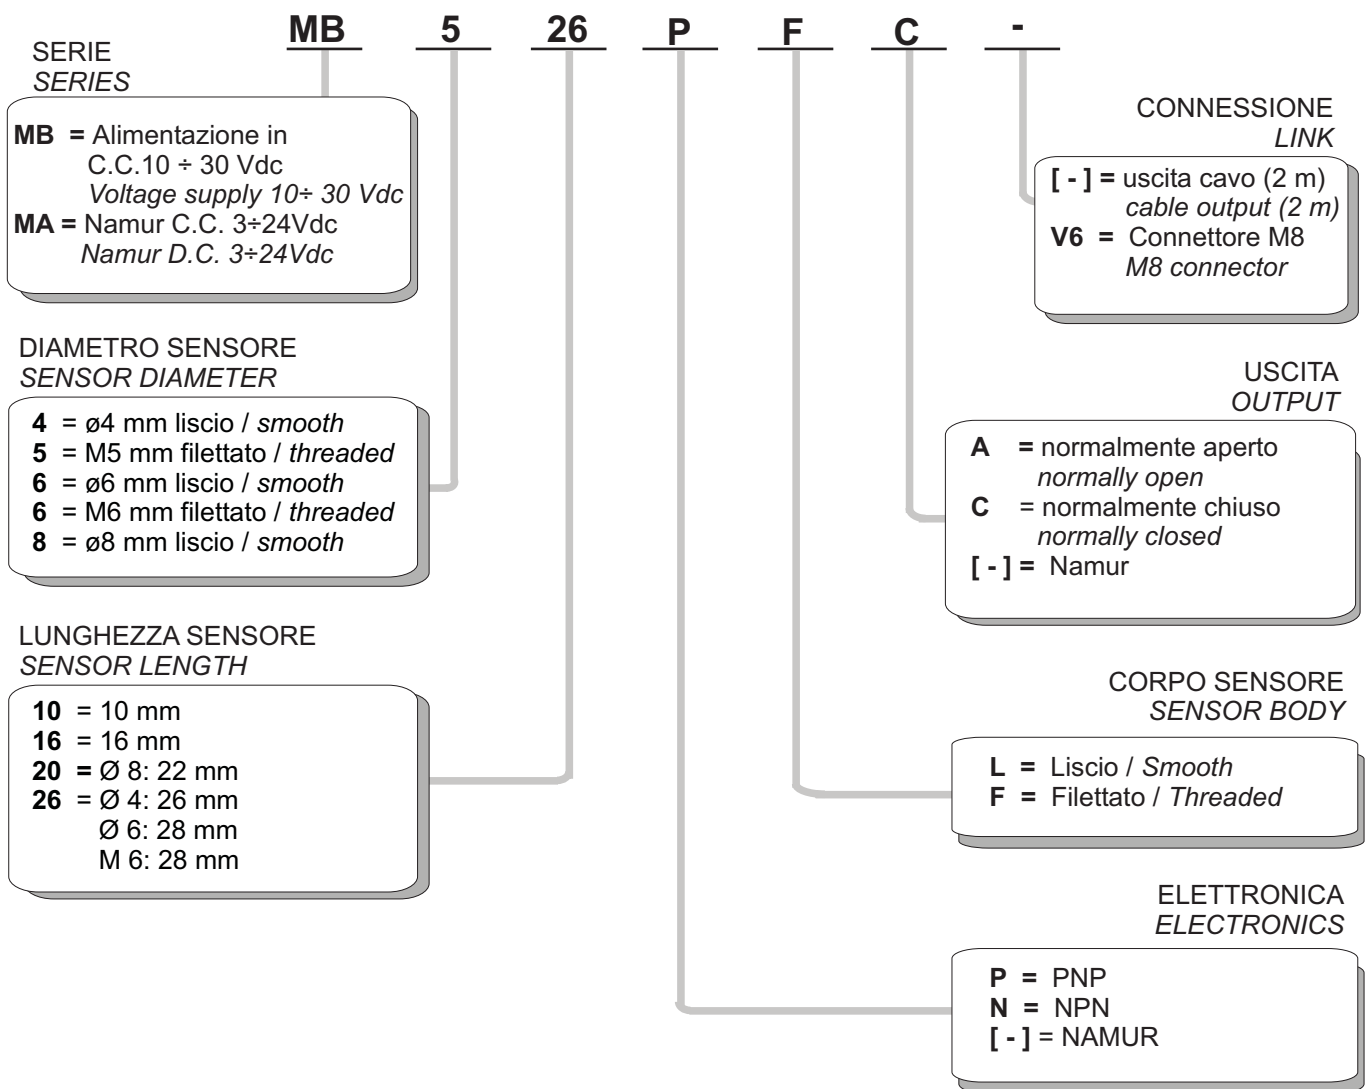 MB 5 26 P F C -
SERIE
SERIES
MB = Alimentazione in
C.C.10 ÷ 30 Vdc
Voltage supply 10÷ 30 Vdc
MA = Namur C.C. 3÷24Vdc
Namur D.C. 3÷24Vdc
DIAMETRO SENSORE
SENSOR DIAMETER
4 = ø4 mm liscio / smooth
5 = M5 mm filettato / threaded
6 = ø6 mm liscio / smooth
6 = M6 mm filettato / threaded
8 = ø8 mm liscio / smooth
LUNGHEZZA SENSORE
SENSOR LENGTH
10 = 10 mm
16 = 16 mm
20 = Ø 8: 22 mm
26 = Ø 4: 26 mm
Ø 6: 28 mm
M 6: 28 mm
CONNESSIONE
LINK
[ - ] = uscita cavo (2 m)
cable output (2 m)
V6 = Connettore M8
M8 connector
USCITA
OUTPUT
A = normalmente aperto
normally open
C = normalmente chiuso
normally closed
[ - ] = Namur
CORPO SENSORE
SENSOR BODY
L = Liscio / Smooth
F = Filettato / Threaded
ELETTRONICA
ELECTRONICS
P = PNP
N = NPN
[ - ] = NAMUR